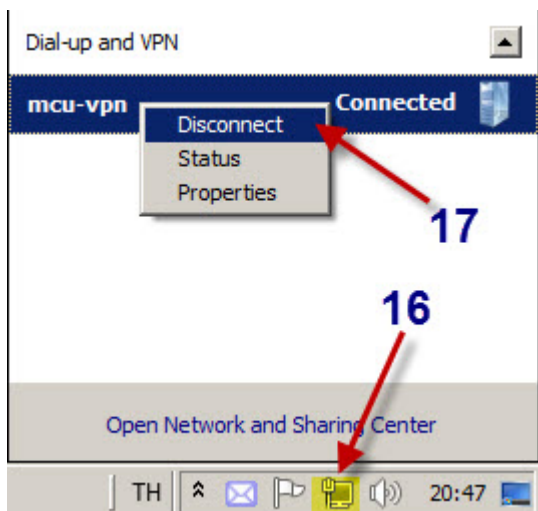 Dial-up and VPN
mcu-vpn Connected
Disconnect
Status
Properties
17
16
Open Network and Sharing Center
TH 20:47